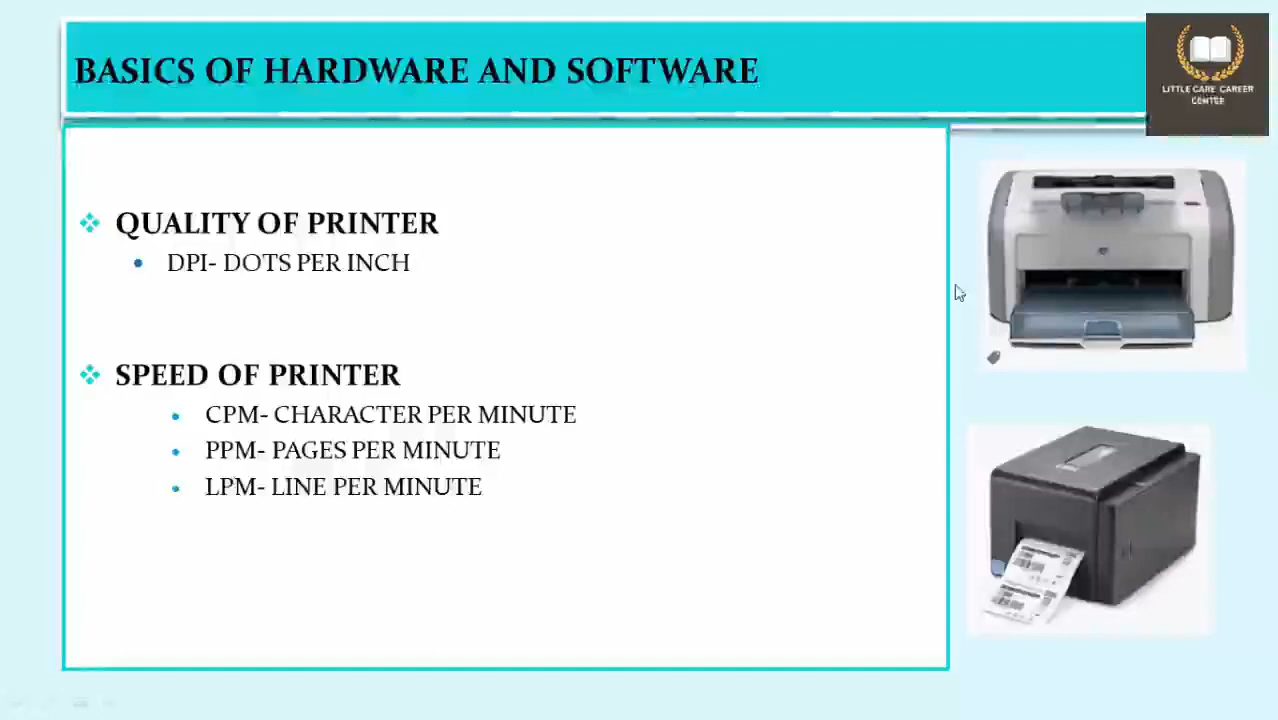 BASICS OF HARDWARE AND SOFTWARE
LITTLE CARE CAREER
CENTER
QUALITY OF PRINTER
DPI- DOTS PER INCH
SPEED OF PRINTER
CPM- CHARACTER PER MINUTE
PPM- PAGES PER MINUTE
LPM- LINE PER MINUTE